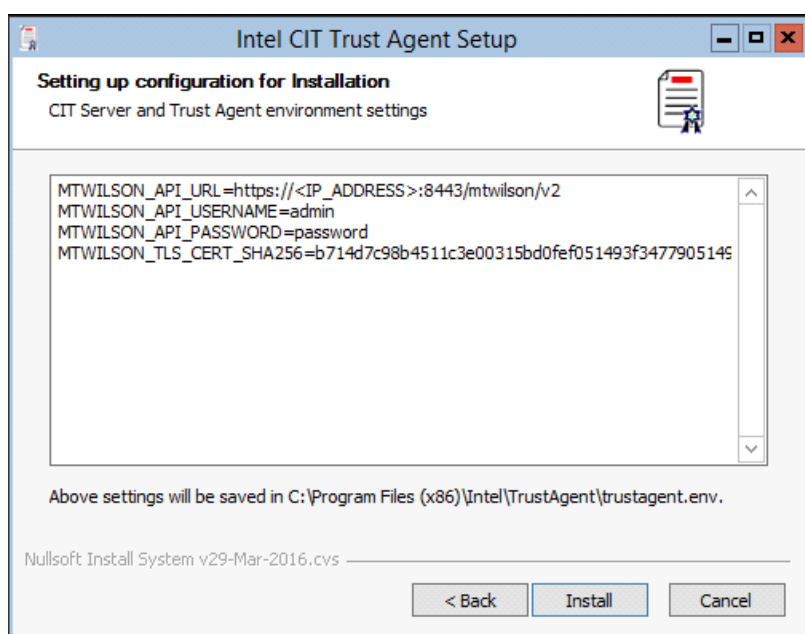 Intel CIT Trust Agent Setup
Setting up configuration for Installation
CIT Server and Trust Agent environment settings
MTWILSON_API_URL=https://<IP_ADDRESS>:8443/mtwilson/v2
MTWILSON_API_USERNAME=admin
MTWILSON_API_PASSWORD=password
MTWILSON_TLS_CERT_SHA256=b714d7c98b4511c3e00315bd0fef051493f3477905149
Above settings will be saved in C:\Program Files (x86)\Intel\TrustAgent\trustagent.env.
Nullsoft Install System v29-Mar-2016.cvs
< Back Install Cancel